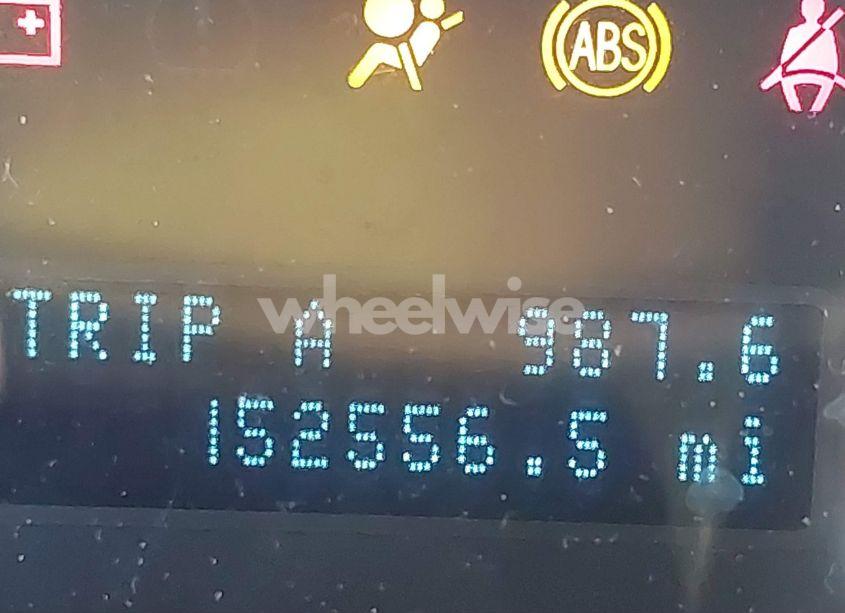 ABS
wheelwise
TRIP A 987.6
152556.5 mi